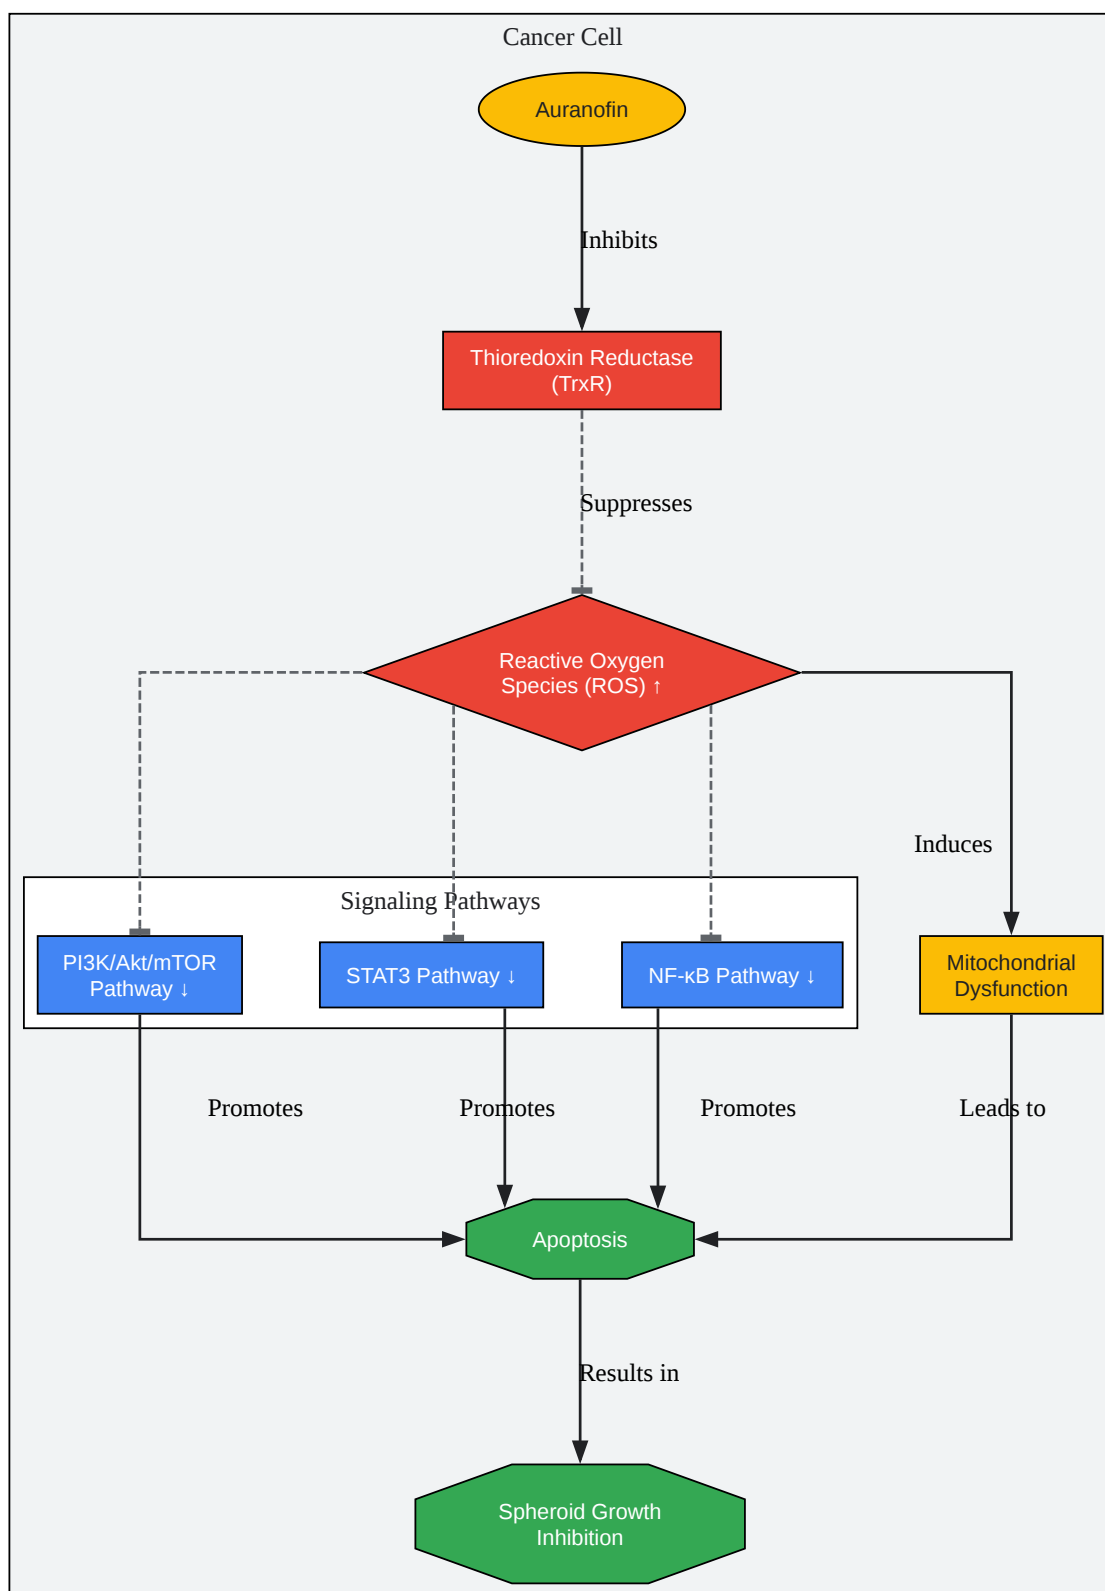 Cancer Cell
Auranofin
Inhibits
Thioredoxin Reductase
(TrxR)
Suppresses
Reactive Oxygen
Species (ROS) ↑
Induces
Signaling Pathways
PI3K/Akt/mTOR
Pathway ↓
STAT3 Pathway ↓
NF-κB Pathway ↓
Mitochondrial
Dysfunction
Promotes
Promotes
Promotes
Leads to
Apoptosis
Results in
Spheroid Growth
Inhibition